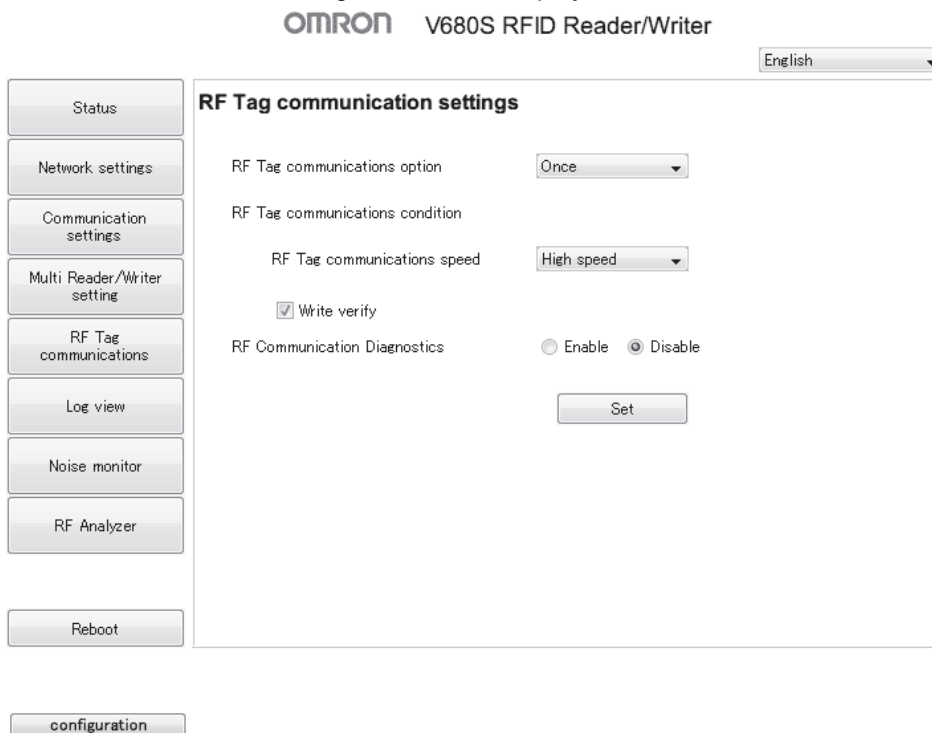 OMRON V680S RFID Reader/Writer
English
Status
Network settings
Communication
settings
Multi Reader/Writer
setting
RF Tag
communications
Log view
Noise monitor
RF Analyzer
Reboot
configuration
RF Tag communication settings
RF Tag communications option Once
RF Tag communications condition
RF Tag communications speed High speed
Write verify
RF Communication Diagnostics Enable Disable
Set